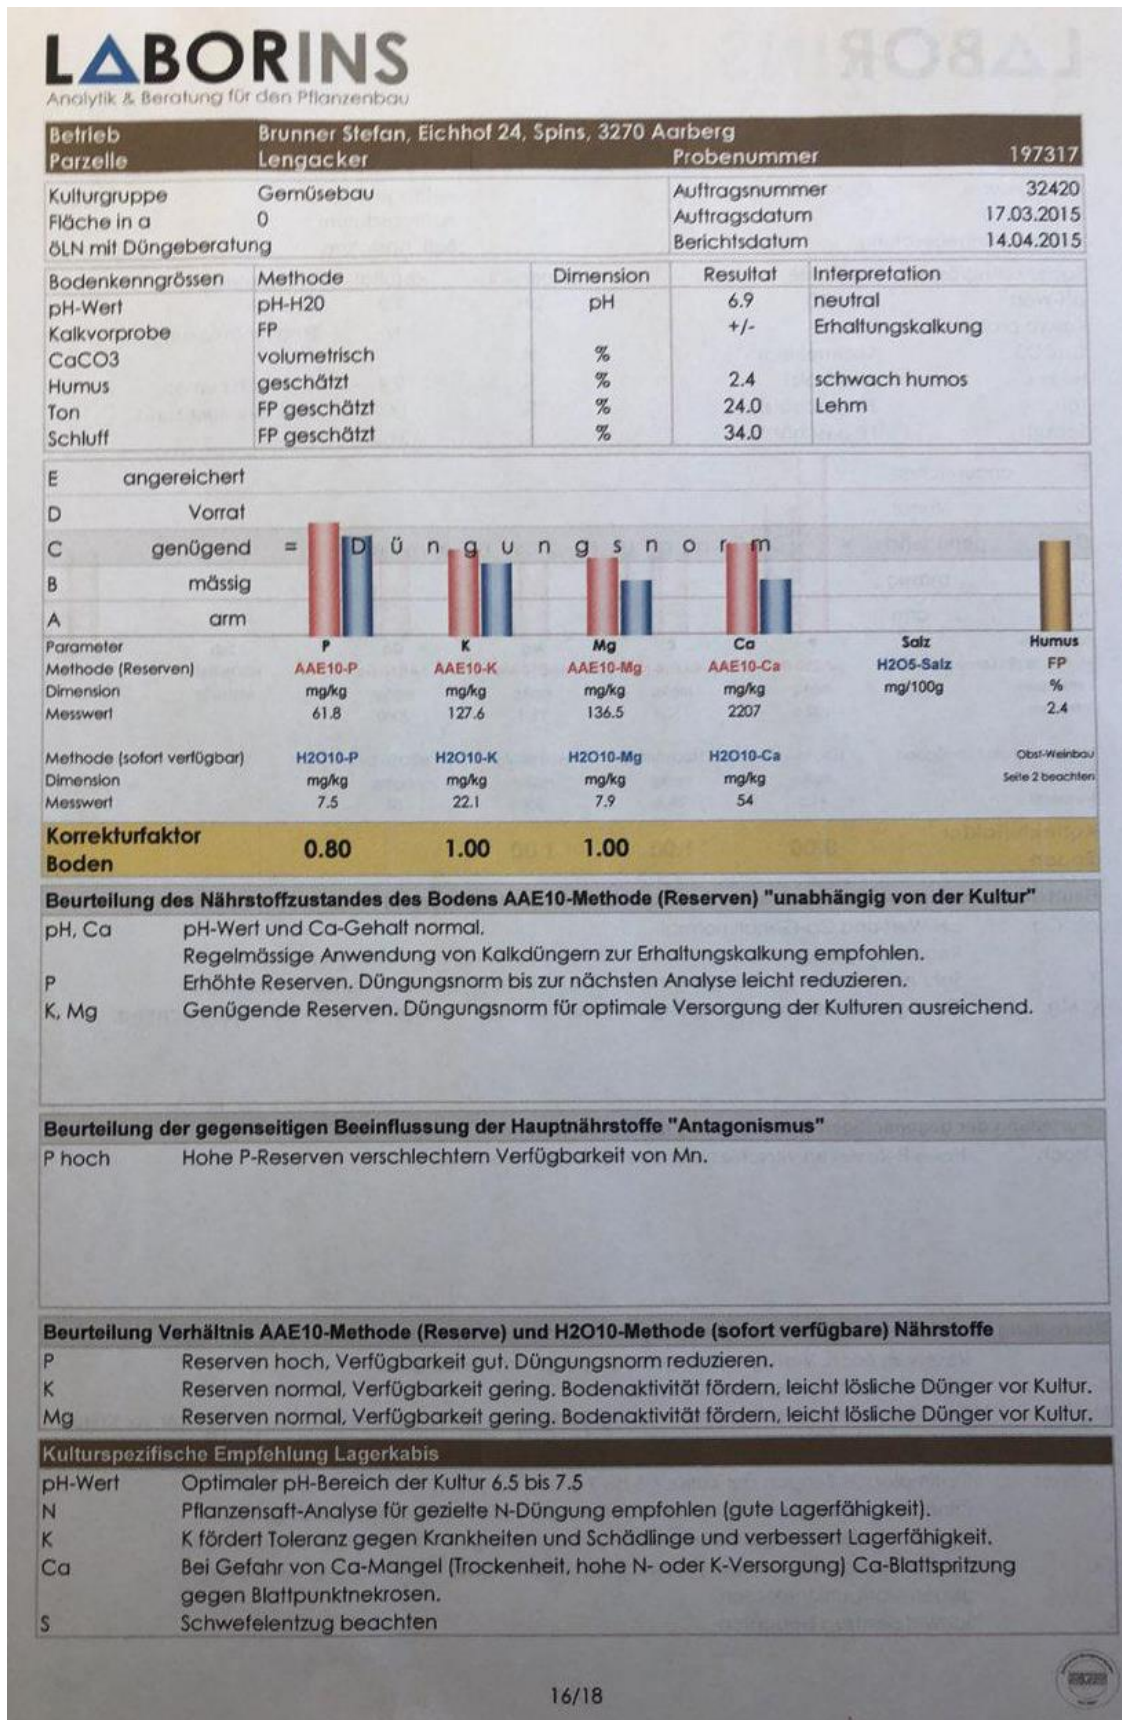 LABORINS
Analytik & Beratung für den Pflanzenbau
Betrieb Brunner Stefan, Eichhof 24, Spins, 3270 Aarberg
Parzelle Lengacker Probenummer 197317
Kulturgruppe Gemüsebau Auftragsnummer 32420
Fläche in a 0 Auftragsdatum 17.03.2015
öLN mit Düngeberatung Berichtsdatum 14.04.2015
Bodenkenngrössen Methode Dimension Resultat Interpretation
pH-Wert pH-H20 pH 6.9 neutral
Kalkvorprobe FP +/- Erhaltungskalkung
CaCO3 volumetrisch %
Humus geschätzt % 2.4 schwach humos
Ton FP geschätzt % 24.0 Lehm
Schluff FP geschätzt % 34.0
E angereichert
D Vorrat
C genügend = Düngungsnorm
B mässig
A arm
Parameter P K Mg Ca Salz Humus
Methode (Reserven) AAE10-P AAE10-K AAE10-Mg AAE10-Ca H2O5-Salz FP
Dimension mg/kg mg/kg mg/kg mg/kg mg/100g %
Messwert 61.8 127.6 136.5 2207 2.4
Methode (sofort verfügbar) H2O10-P H2O10-K H2O10-Mg H2O10-Ca Obst-Weinbau
Dimension mg/kg mg/kg mg/kg mg/kg Seite 2 beachten
Messwert 7.5 22.1 7.9 54
Korrekturfaktor
Boden 0.80 1.00 1.00
Beurteilung des Nährstoffzustandes des Bodens AAE10-Methode (Reserven) "unabhängig von der Kultur"
pH, Ca pH-Wert und Ca-Gehalt normal.
Regelmässige Anwendung von Kalkdüngern zur Erhaltungskalkung empfohlen.
P Erhöhte Reserven. Düngungsnorm bis zur nächsten Analyse leicht reduzieren.
K, Mg Genügende Reserven. Düngungsnorm für optimale Versorgung der Kulturen ausreichend.
Beurteilung der gegenseitigen Beeinflussung der Hauptnährstoffe "Antagonismus"
P hoch Hohe P-Reserven verschlechtern Verfügbarkeit von Mn.
Beurteilung Verhältnis AAE10-Methode (Reserve) und H2O10-Methode (sofort verfügbare) Nährstoffe
P Reserven hoch, Verfügbarkeit gut. Düngungsnorm reduzieren.
K Reserven normal, Verfügbarkeit gering. Bodenaktivität fördern, leicht lösliche Dünger vor Kultur.
Mg Reserven normal, Verfügbarkeit gering. Bodenaktivität fördern, leicht lösliche Dünger vor Kultur.
Kulturspezifische Empfehlung Lagerkabis
pH-Wert Optimaler pH-Bereich der Kultur 6.5 bis 7.5
N Pflanzensaft-Analyse für gezielte N-Düngung empfohlen (gute Lagerfähigkeit).
K K fördert Toleranz gegen Krankheiten und Schädlinge und verbessert Lagerfähigkeit.
Ca Bei Gefahr von Ca-Mangel (Trockenheit, hohe N- oder K-Versorgung) Ca-Blattspritzung
gegen Blattpunktnekrosen.
S Schwefelentzug beachten
16/18